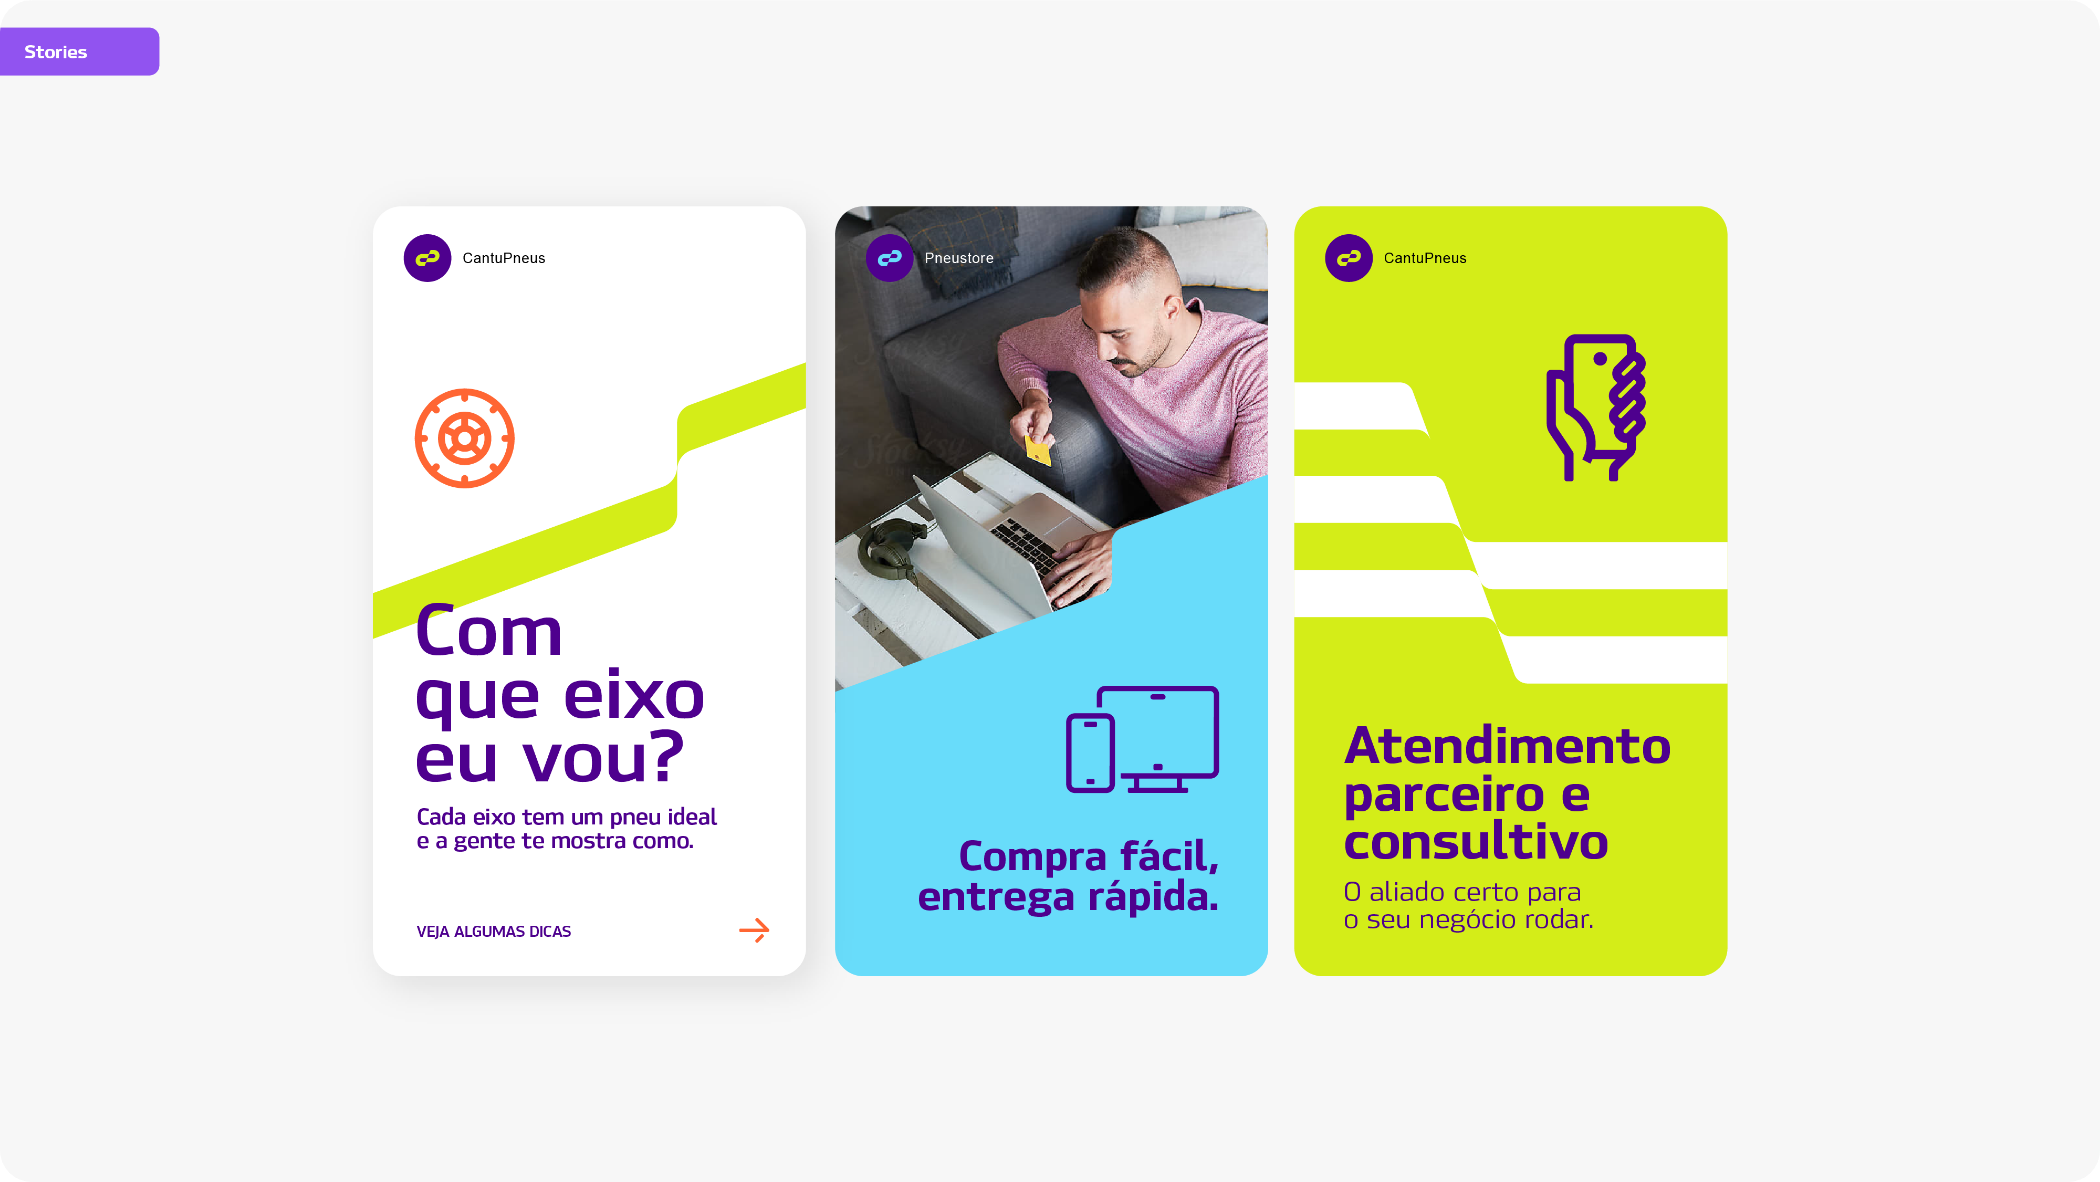 Stories
CantuPneus
Com
que eixo
eu vou?
Cada eixo tem um pneu ideal
e a gente te mostra como.
VEJA ALGUMAS DICAS
Pneustore
Stocksy
Compra fácil,
entrega rápida.
CantuPneus
Atendimento
parceiro e
consultivo
O aliado certo para
o seu negócio rodar.